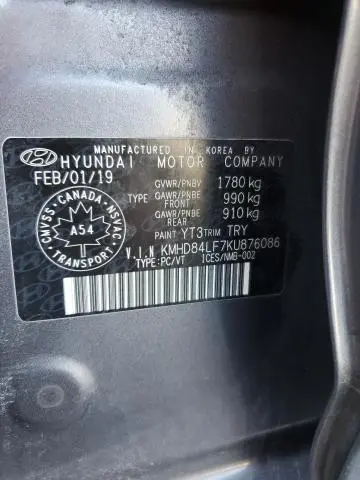 MANUFACTURED IN KOREA BY
HYUNDAI MOTOR COMPANY
FEB/01/19
GVWR/PNBV 1780 kg
TYPE GAWR/PNBE FRONT 990 kg
GAWR/PNBE REAR 910 kg
PAINT YT3 TRIM TRY
V.I.N KMHD84LF7KU876086
TYPE:PC/VT ICES/NMB-002
CMVSS CANADA NSVAC
A54